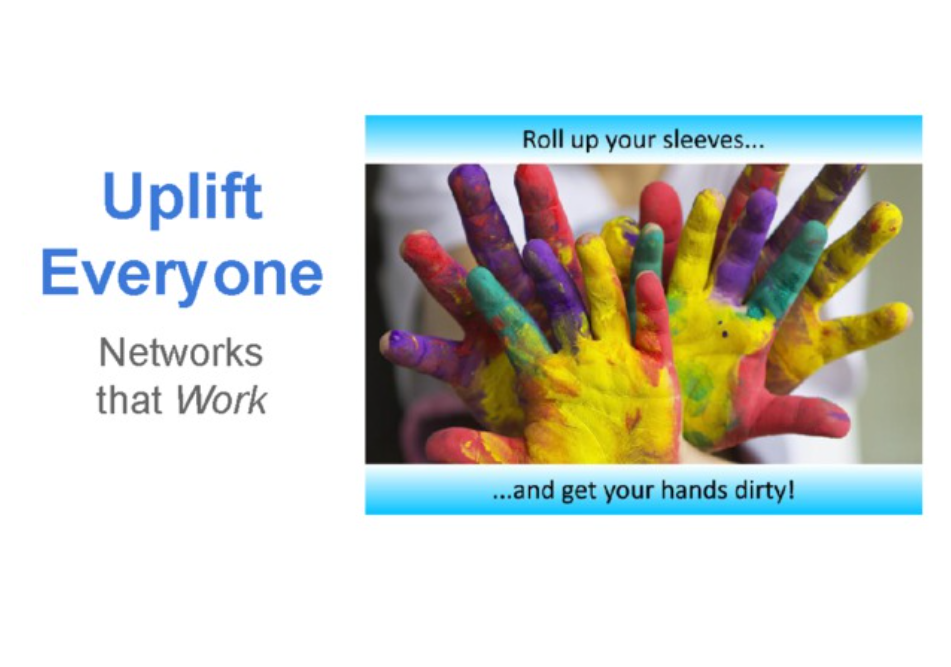 Uplift
Everyone
Networks
that Work
Roll up your sleeves...
...and get your hands dirty!